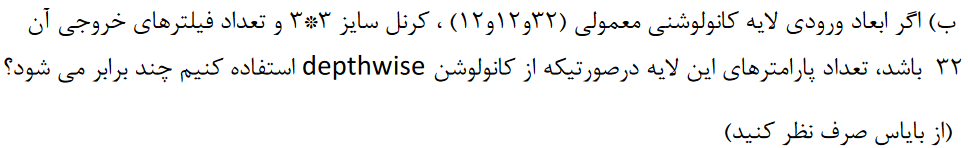 ب) اگر ابعاد ورودی لایه کانولوشنی معمولی (۱۲و۱۲و۳۲) ، کرنل سایز ۳*۳ و تعداد فیلترهای خروجی آن
۳۲ باشد، تعداد پارامترهای این لایه درصورتیکه از کانولوشن depthwise استفاده کنیم چند برابر می شود؟
(از بایاس صرف نظر کنید)